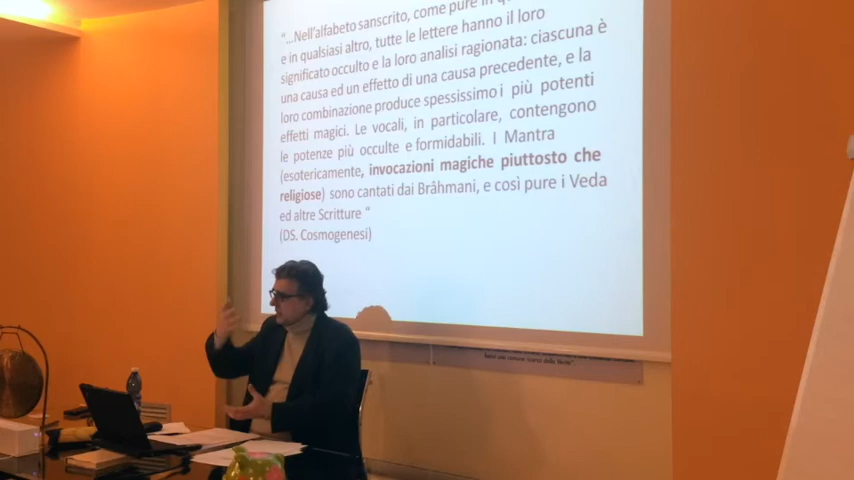 “...Nell’alfabeto sanscrito, come pure in
e in qualsiasi altro, tutte le lettere hanno il loro
significato occulto e la loro analisi ragionata: ciascuna è
una causa ed un effetto di una causa precedente, e la
loro combinazione produce spessissimo i più potenti
effetti magici. Le vocali, in particolare, contengono
le potenze più occulte e formidabili. I Mantra
(esotericamente, invocazioni magiche piuttosto che
religiose) sono cantati dai Brâhmani, e così pure i Veda
ed altre Scritture “
(DS. Cosmogenesi)